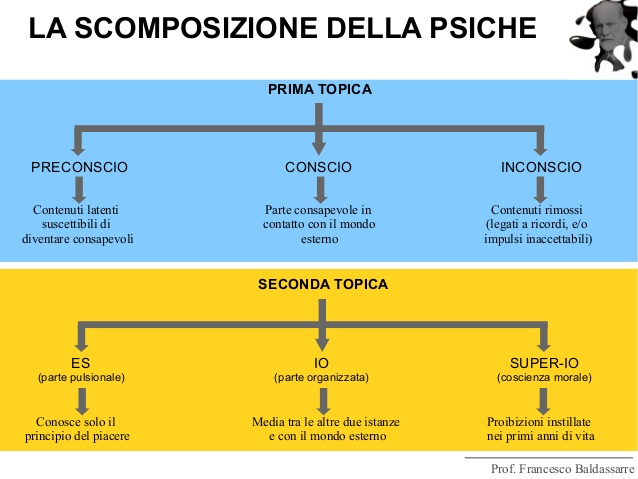 LA SCOMPOSIZIONE DELLA PSICHE
PRIMA TOPICA
PRECONSCIO
CONSCIO
INCONSCIO
Contenuti latenti
suscettibili di
diventare consapevoli
Parte consapevole in
contatto con il mondo
esterno
Contenuti rimossi
(legati a ricordi, e/o
impulsi inaccettabili)
SECONDA TOPICA
ES
(parte pulsionale)
IO
(parte organizzata)
SUPER-IO
(coscienza morale)
Conosce solo il
principio del piacere
Media tra le altre due istanze
e con il mondo esterno
Proibizioni instillate
nei primi anni di vita
Prof. Francesco Baldassarre